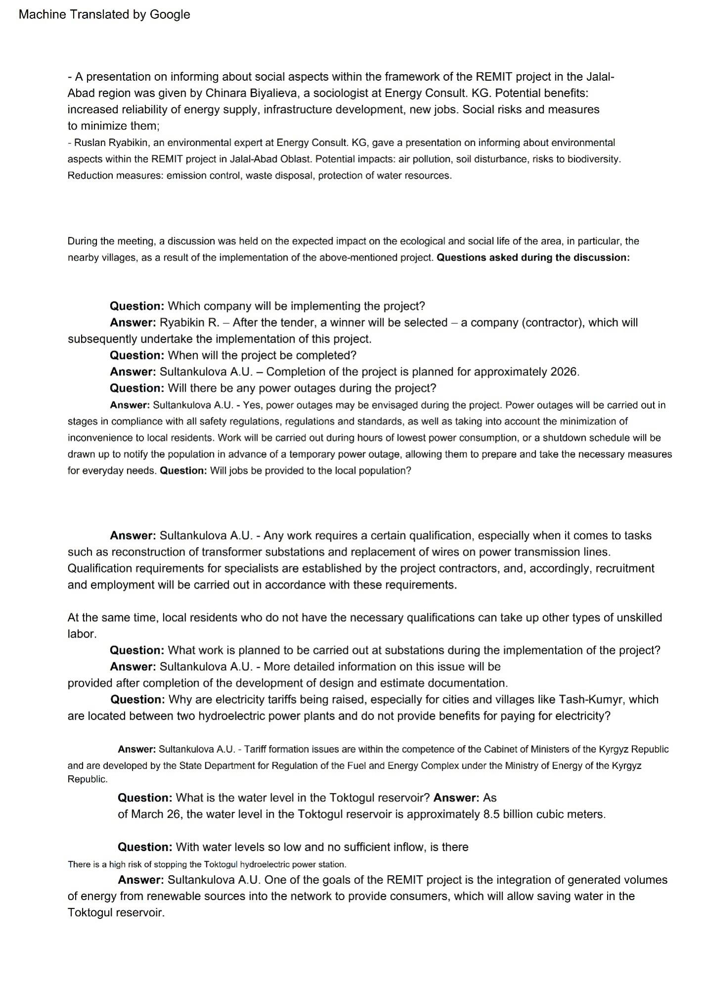 Machine Translated by Google
- A presentation on informing about social aspects within the framework of the REMIT project in the Jalal-
Abad region was given by Chinara Biyalieva, a sociologist at Energy Consult. KG. Potential benefits:
increased reliability of energy supply, infrastructure development, new jobs. Social risks and measures
to minimize them;
- Ruslan Ryabikin, an environmental expert at Energy Consult. KG, gave a presentation on informing about environmental
aspects within the REMIT project in Jalal-Abad Oblast. Potential impacts: air pollution, soil disturbance, risks to biodiversity.
Reduction measures: emission control, waste disposal, protection of water resources.
During the meeting, a discussion was held on the expected impact on the ecological and social life of the area, in particular, the
nearby villages, as a result of the implementation of the above-mentioned project. Questions asked during the discussion:
Question: Which company will be implementing the project?
Answer: Ryabikin R. – After the tender, a winner will be selected – a company (contractor), which will
subsequently undertake the implementation of this project.
Question: When will the project be completed?
Answer: Sultankulova A.U. – Completion of the project is planned for approximately 2026.
Question: Will there be any power outages during the project?
Answer: Sultankulova A.U. - Yes, power outages may be envisaged during the project. Power outages will be carried out in
stages in compliance with all safety regulations, regulations and standards, as well as taking into account the minimization of
inconvenience to local residents. Work will be carried out during hours of lowest power consumption, or a shutdown schedule will be
drawn up to notify the population in advance of a temporary power outage, allowing them to prepare and take the necessary measures
for everyday needs. Question: Will jobs be provided to the local population?
Answer: Sultankulova A.U. - Any work requires a certain qualification, especially when it comes to tasks
such as reconstruction of transformer substations and replacement of wires on power transmission lines.
Qualification requirements for specialists are established by the project contractors, and, accordingly, recruitment
and employment will be carried out in accordance with these requirements.
At the same time, local residents who do not have the necessary qualifications can take up other types of unskilled
labor.
Question: What work is planned to be carried out at substations during the implementation of the project?
Answer: Sultankulova A.U. - More detailed information on this issue will be
provided after completion of the development of design and estimate documentation.
Question: Why are electricity tariffs being raised, especially for cities and villages like Tash-Kumyr, which
are located between two hydroelectric power plants and do not provide benefits for paying for electricity?
Answer: Sultankulova A.U. - Tariff formation issues are within the competence of the Cabinet of Ministers of the Kyrgyz Republic
and are developed by the State Department for Regulation of the Fuel and Energy Complex under the Ministry of Energy of the Kyrgyz
Republic.
Question: What is the water level in the Toktogul reservoir? Answer: As
of March 26, the water level in the Toktogul reservoir is approximately 8.5 billion cubic meters.
Question: With water levels so low and no sufficient inflow, is there
There is a high risk of stopping the Toktogul hydroelectric power station.
Answer: Sultankulova A.U. One of the goals of the REMIT project is the integration of generated volumes
of energy from renewable sources into the network to provide consumers, which will allow saving water in the
Toktogul reservoir.